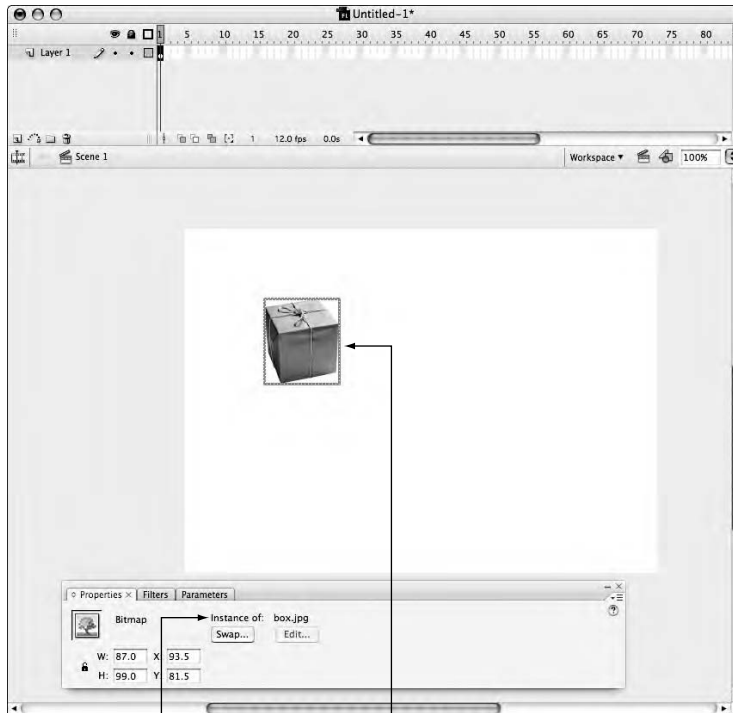 Untitled-1*
1 5 10 15 20 25 30 35 40 45 50 55 60 65 70 75 80
Layer 1
1 12.0 fps 0.0s
Scene 1
Workspace
100%
Properties × Filters Parameters
Bitmap
Instance of: box.jpg
Swap... Edit...
W: 87.0 X: 93.5
H: 99.0 Y: 81.5